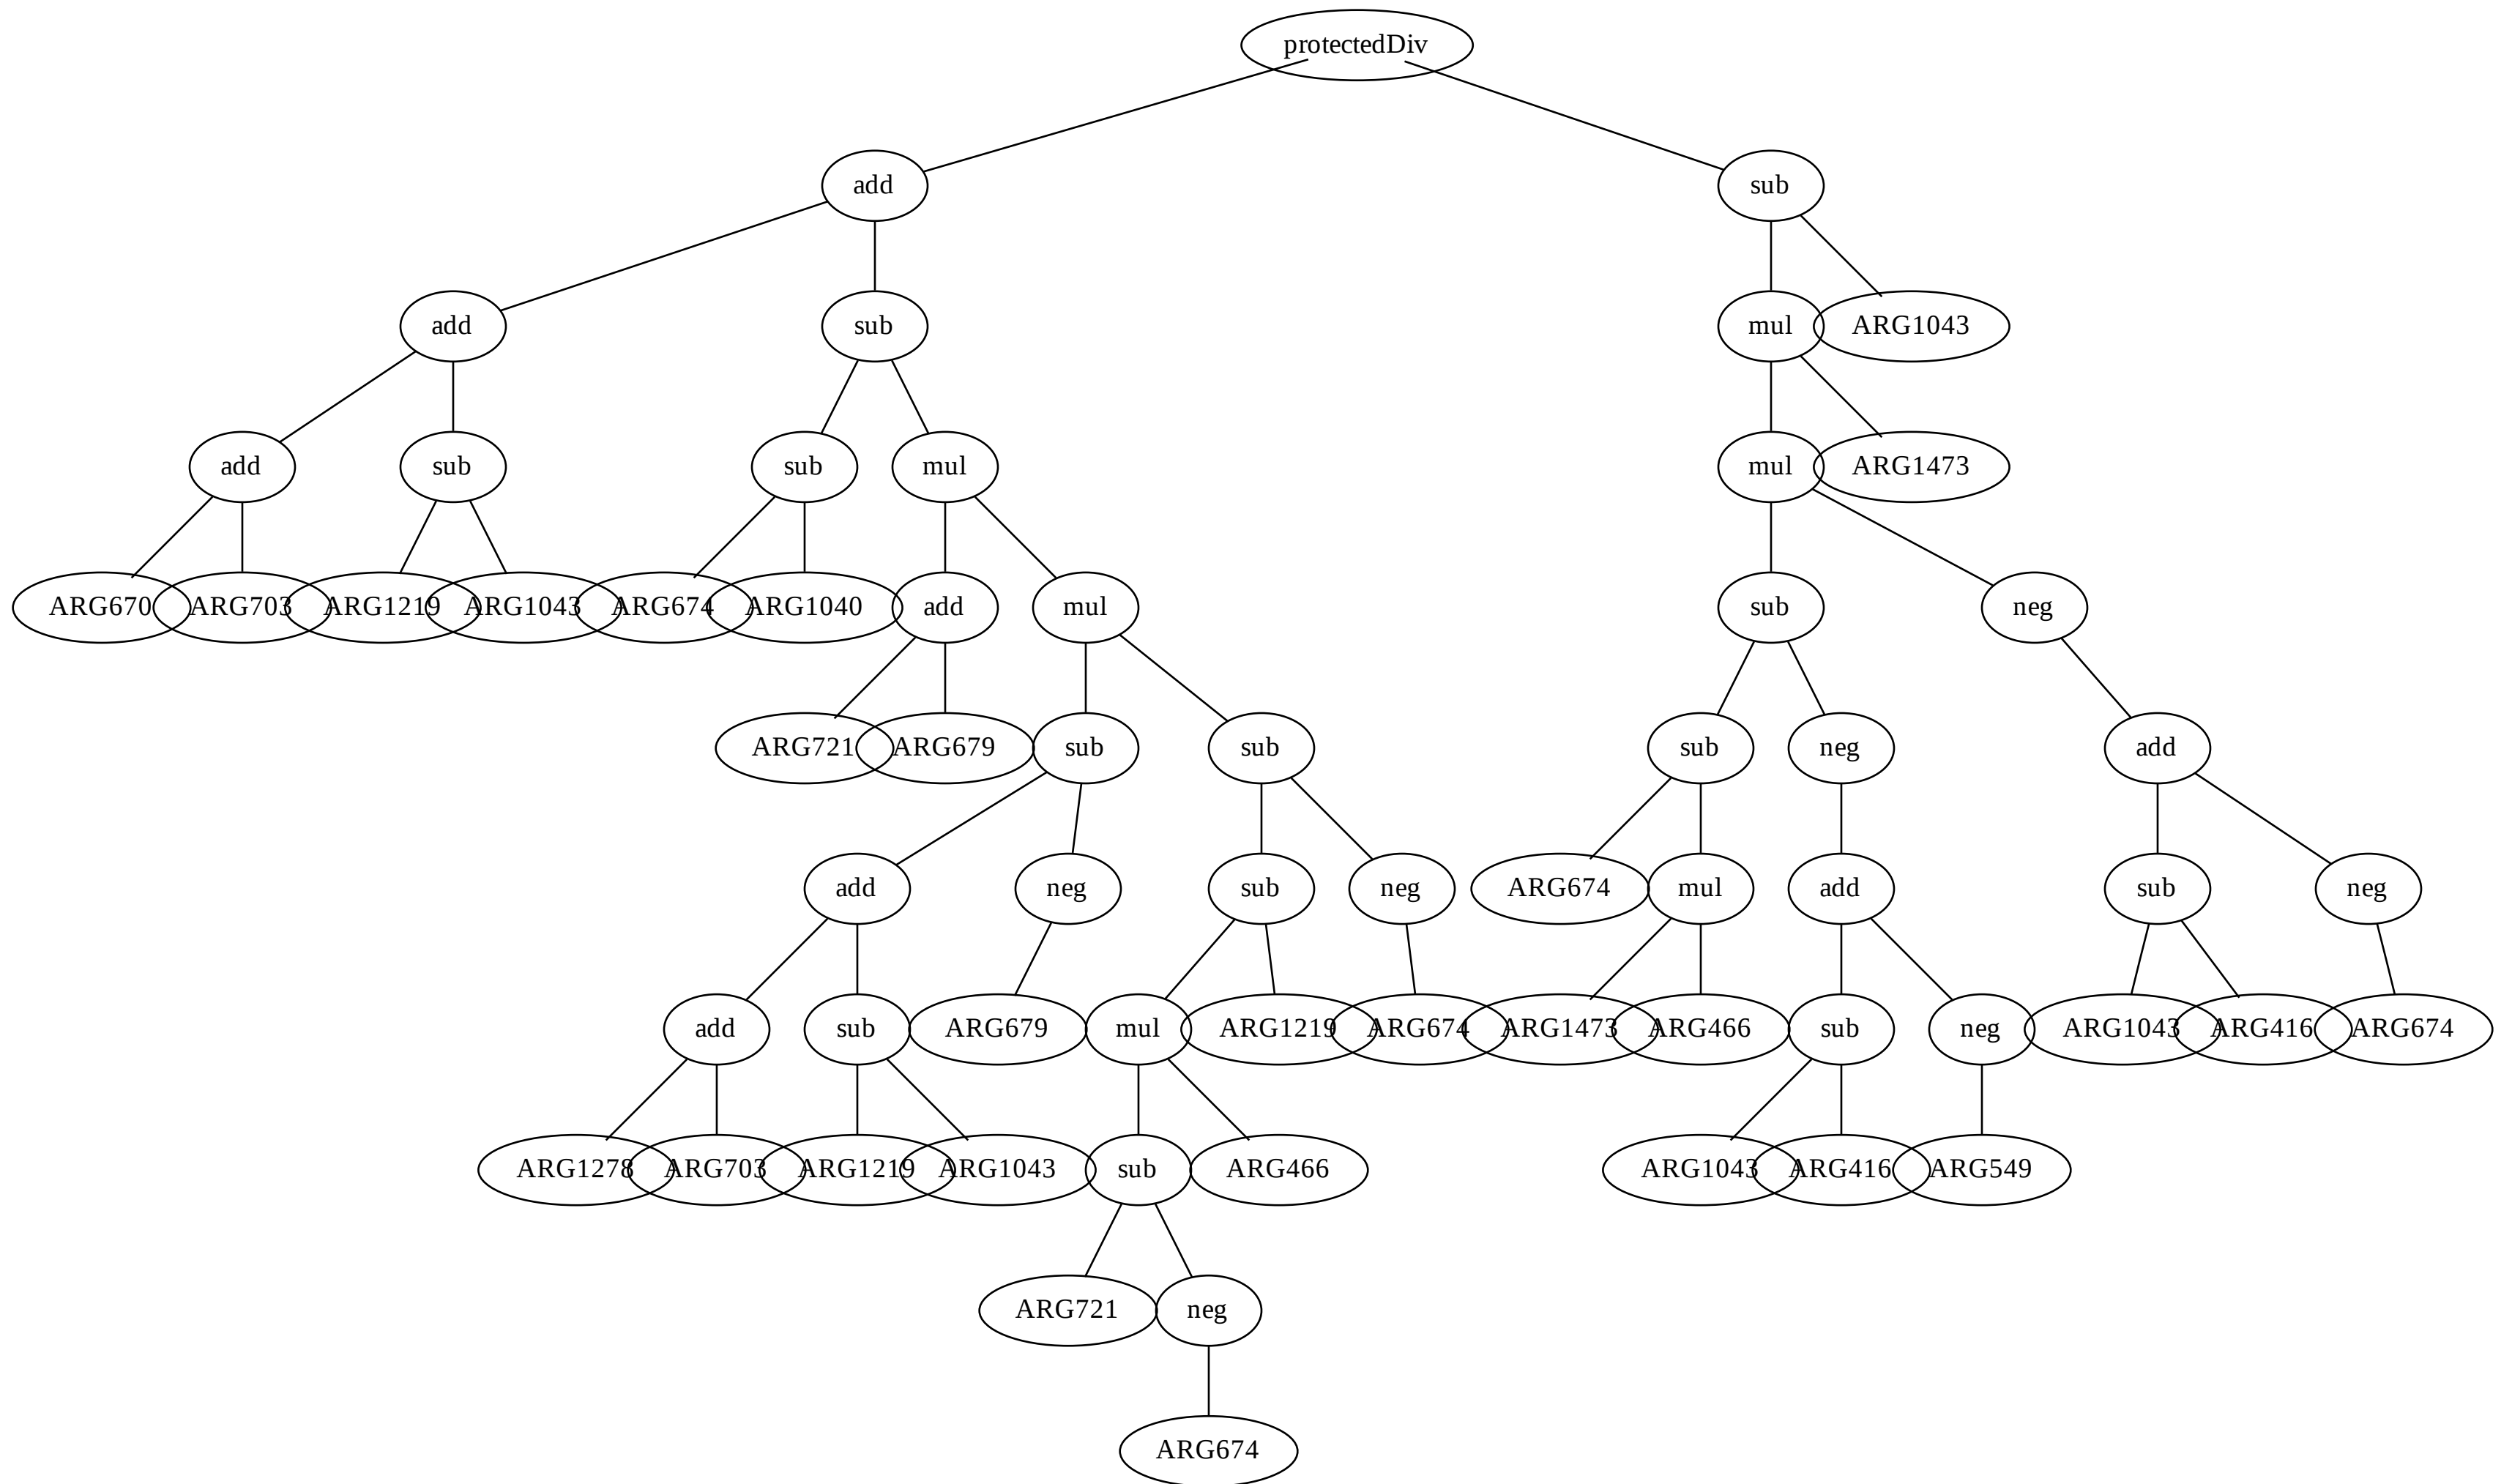 protectedDiv
add sub
add sub mul ARG1043
add sub sub mul mul ARG1473
ARG670 ARG703 ARG1219 ARG1043 ARG674 ARG1040 add mul sub neg
ARG721 ARG679 sub sub sub neg add
add neg sub neg ARG674 mul add sub neg
add sub ARG679 mul ARG1219 ARG674 ARG1473 ARG466 sub neg ARG1043 ARG416 ARG674
ARG1278 ARG703 ARG1219 ARG1043 sub ARG466 ARG1043 ARG416 ARG549
ARG721 neg
ARG674